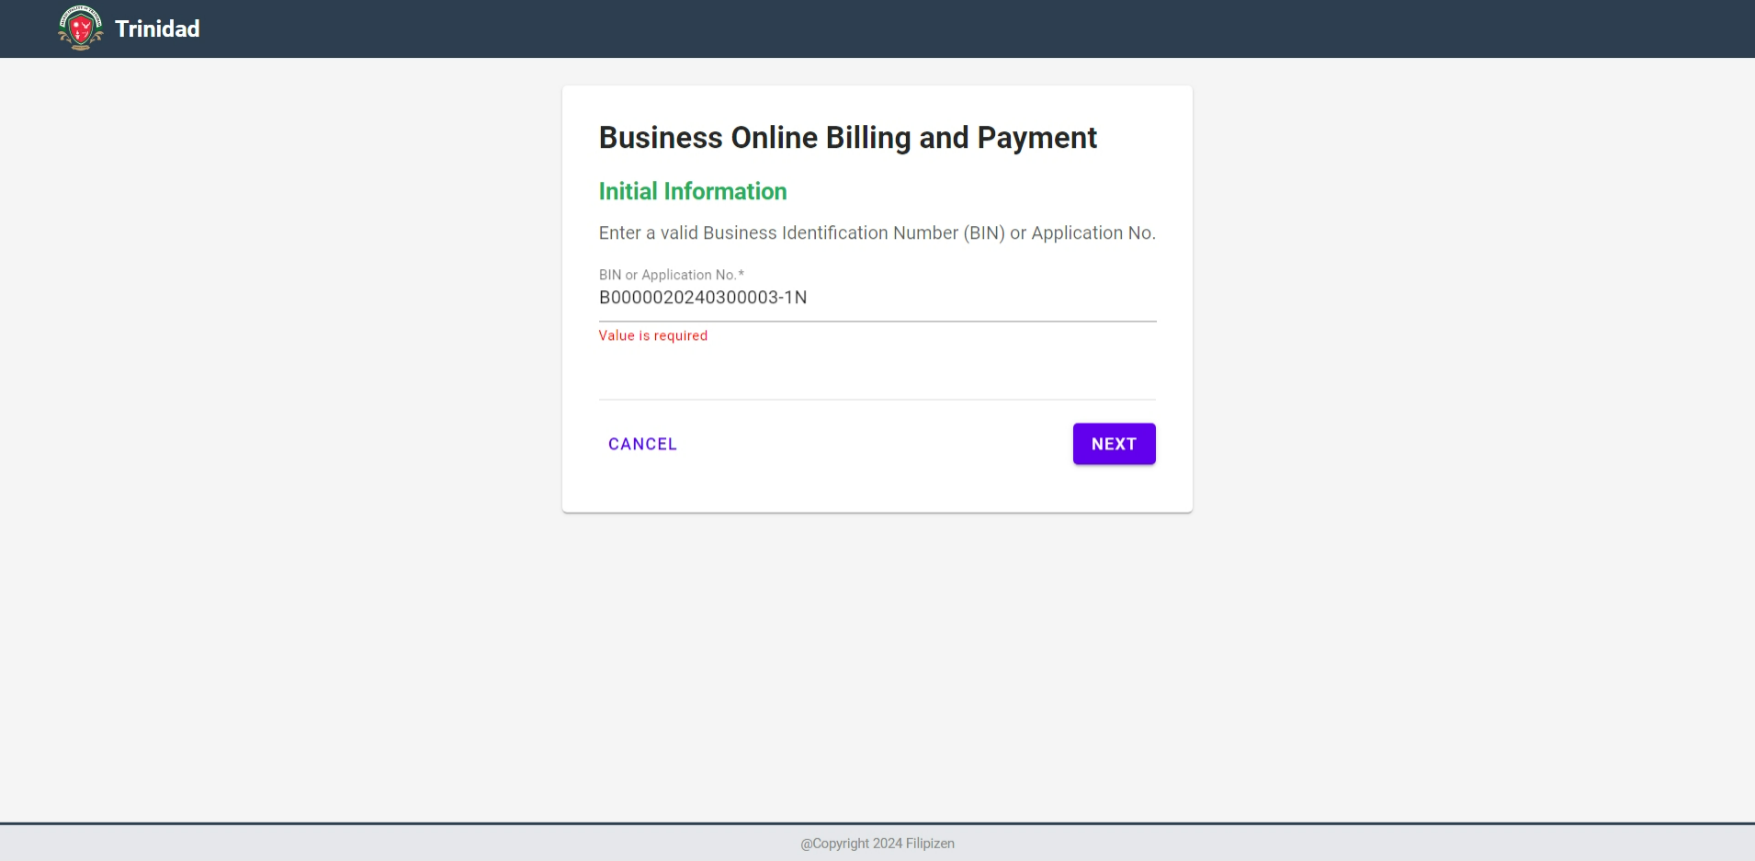 Trinidad
Business Online Billing and Payment
Initial Information
Enter a valid Business Identification Number (BIN) or Application No.
BIN or Application No.*
B0000020240300003-1N
Value is required
CANCEL
NEXT
@Copyright 2024 Filipizen